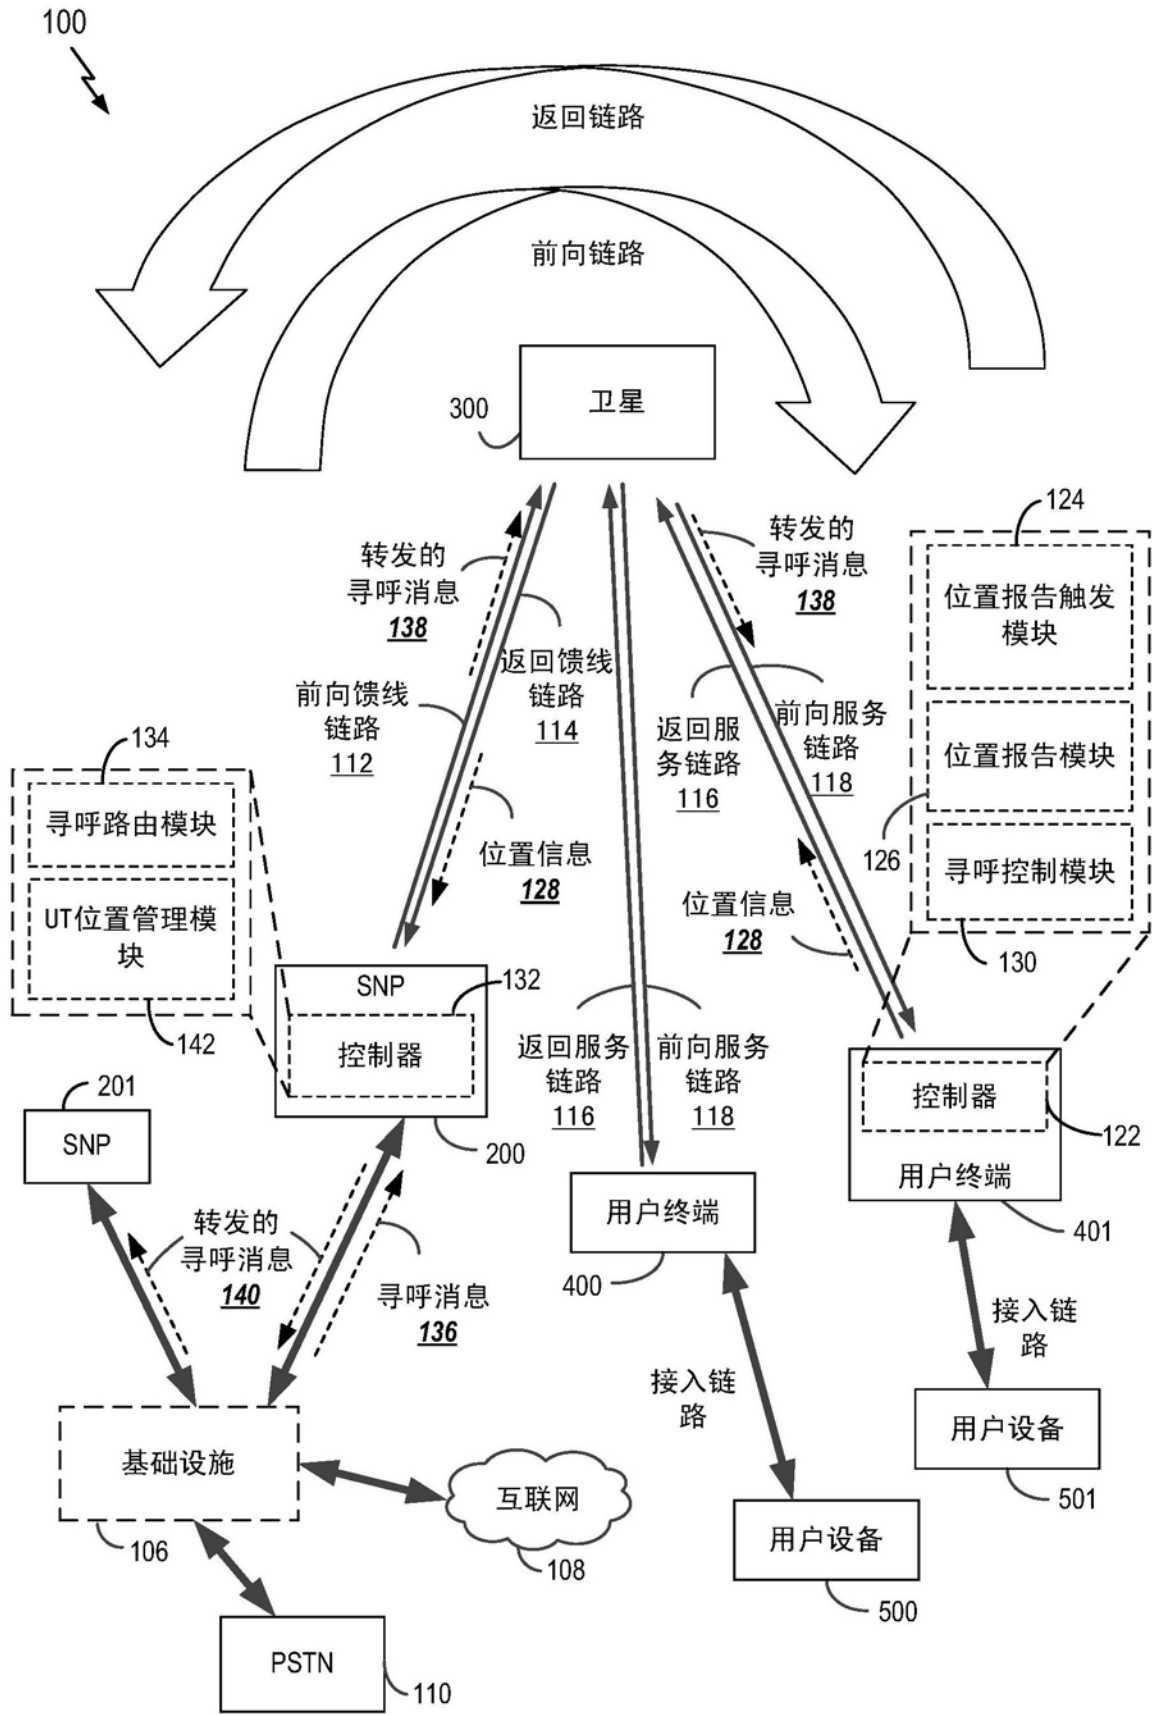 100
返回链路
前向链路
卫星
300
转发的
寻呼消息
138
转发的
寻呼消息
138
124
位置报告触发
模块
位置报告模块
126
寻呼控制模块
130
返回馈线
链路
114
前向馈线
链路
112
返回服
务链路
116
前向服务
链路
118
134
寻呼路由模块
UT位置管理模
块
142
位置信息
128
位置信息
128
SNP
132
控制器
200
返回服务
链路
116
前向服务
链路
118
控制器
122
用户终端
401
201
SNP
转发的
寻呼消息
140
寻呼消息
136
用户终端
400
接入链
路
接入链
路
用户设备
501
基础设施
106
互联网
108
用户设备
500
PSTN
110